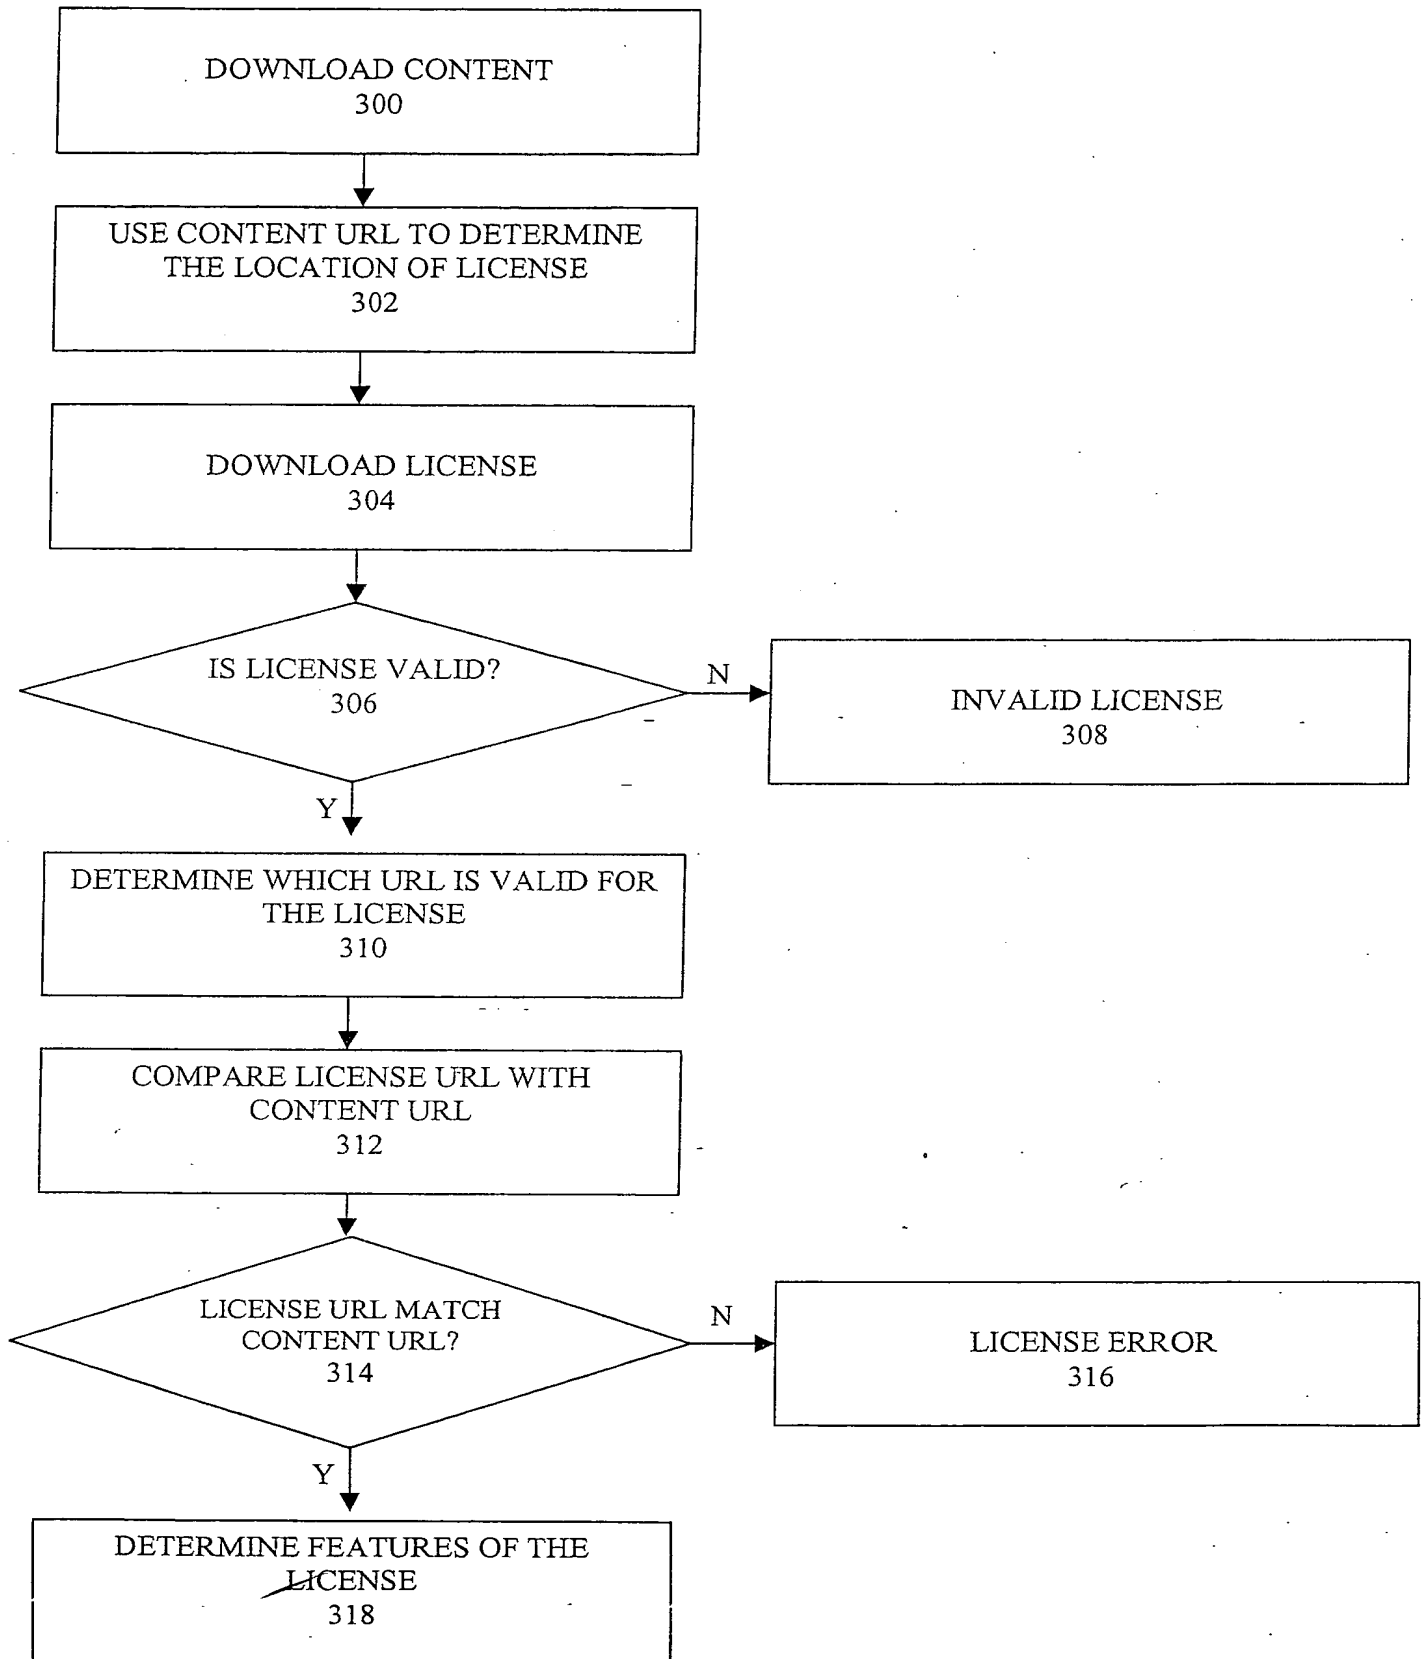 DOWNLOAD CONTENT
300
USE CONTENT URL TO DETERMINE
THE LOCATION OF LICENSE
302
DOWNLOAD LICENSE
304
IS LICENSE VALID?
306
N
INVALID LICENSE
308
Y
DETERMINE WHICH URL IS VALID FOR
THE LICENSE
310
COMPARE LICENSE URL WITH
CONTENT URL
312
LICENSE URL MATCH
CONTENT URL?
314
N
LICENSE ERROR
316
Y
DETERMINE FEATURES OF THE
LICENSE
318